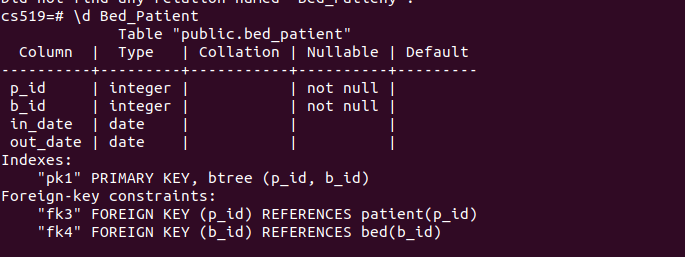 Did not find any relation named "Bed_Patient".
cs519=# \d Bed_Patient
Table "public.bed_patient"
Column | Type | Collation | Nullable | Default
----------+---------+-----------+----------+---------
p_id | integer | | not null |
b_id | integer | | not null |
in_date | date | | |
out_date | date | | |
Indexes:
"pk1" PRIMARY KEY, btree (p_id, b_id)
Foreign-key constraints:
"fk3" FOREIGN KEY (p_id) REFERENCES patient(p_id)
"fk4" FOREIGN KEY (b_id) REFERENCES bed(b_id)